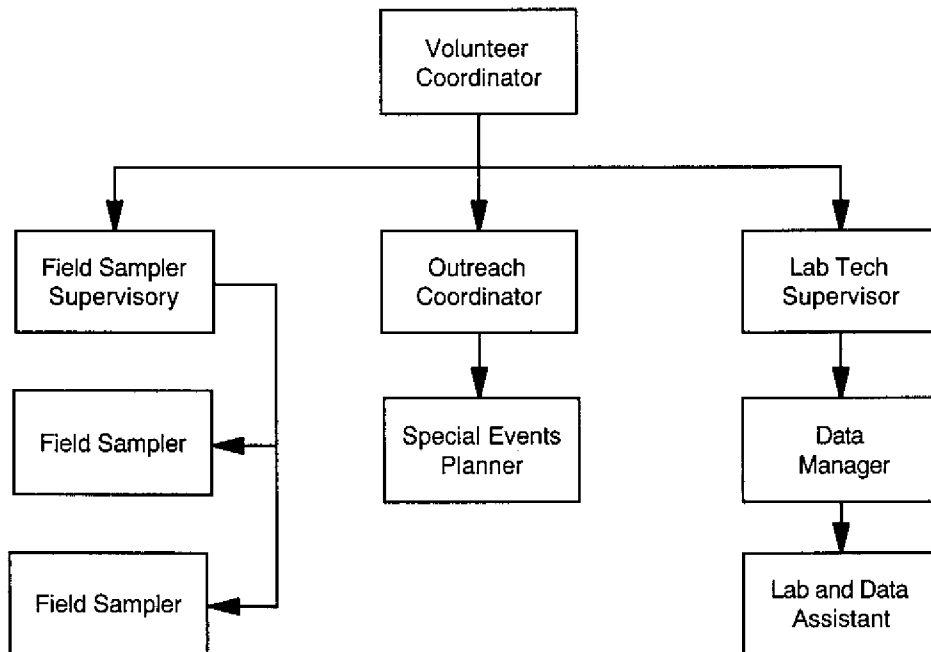 Volunteer
Coordinator
Field Sampler
Supervisory
Outreach
Coordinator
Lab Tech
Supervisor
Field Sampler
Special Events
Planner
Data
Manager
Field Sampler
Lab and Data
Assistant